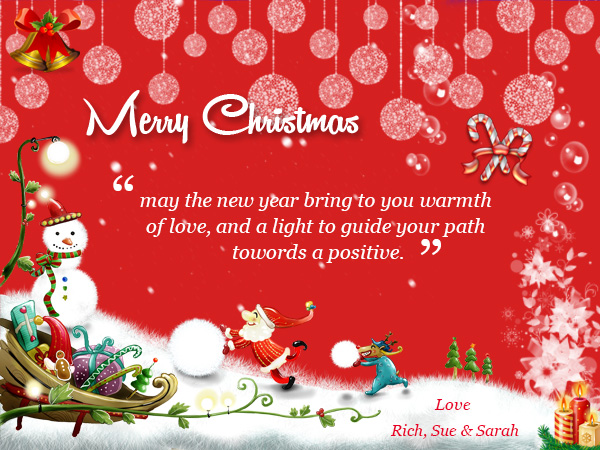 Merry Christmas
“ may the new year bring to you warmth
of love, and a light to guide your path
towords a positive. ”
Love
Rich, Sue & Sarah